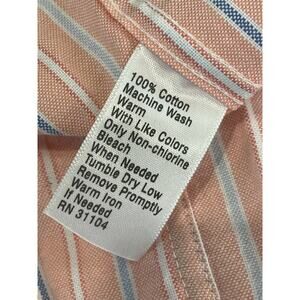 100% Cotton
Machine Wash
Warm
With Like Colors
Only Non-chlorine
Bleach
When Needed
Tumble Dry Low
Remove Promptly
Warm Iron
If Needed
RN 31104